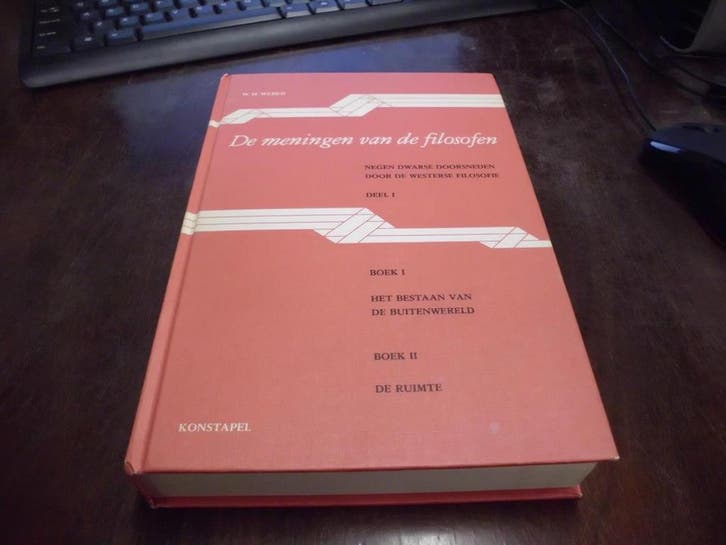 De meningen van de filosofen
NEGEN DWARSE DOORSNEDEN
DOOR DE WESTERSE FILOSOFIE
DEEL I
BOEK I
HET BESTAAN VAN
DE BUITENWERELD
BOEK II
DE RUIMTE
KONSTAPEL